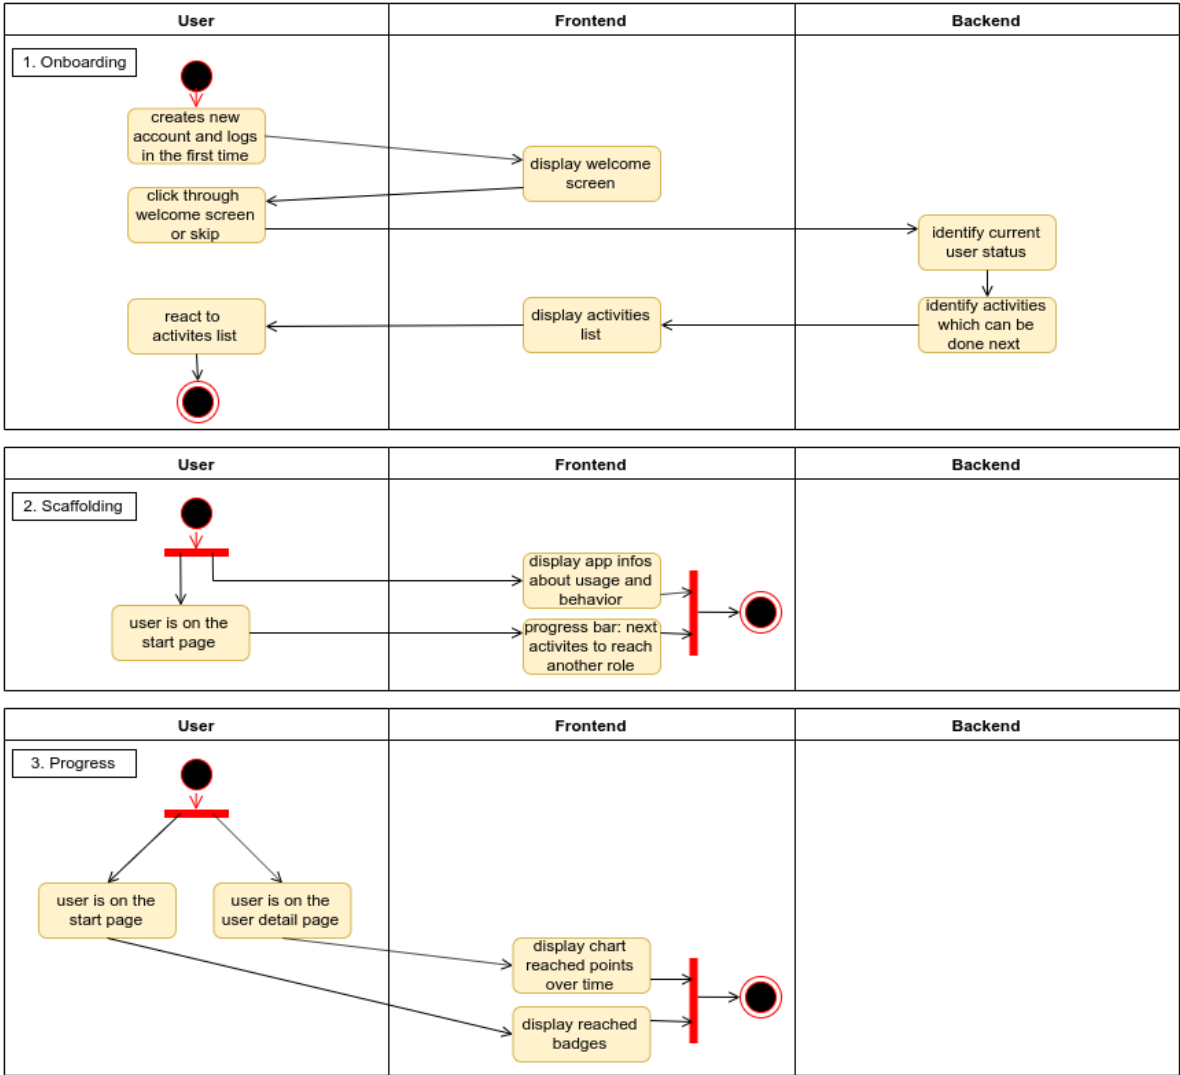 User
Frontend
Backend
1. Onboarding
creates new
account and logs
in the first time
display welcome
screen
click through
welcome screen
or skip
identify current
user status
identify activities
which can be
done next
display activities
list
react to
activites list
User
Frontend
Backend
2. Scaffolding
display app infos
about usage and
behavior
user is on the
start page
progress bar: next
activites to reach
another role
User
Frontend
Backend
3. Progress
user is on the
start page
user is on the
user detail page
display chart
reached points
over time
display reached
badges